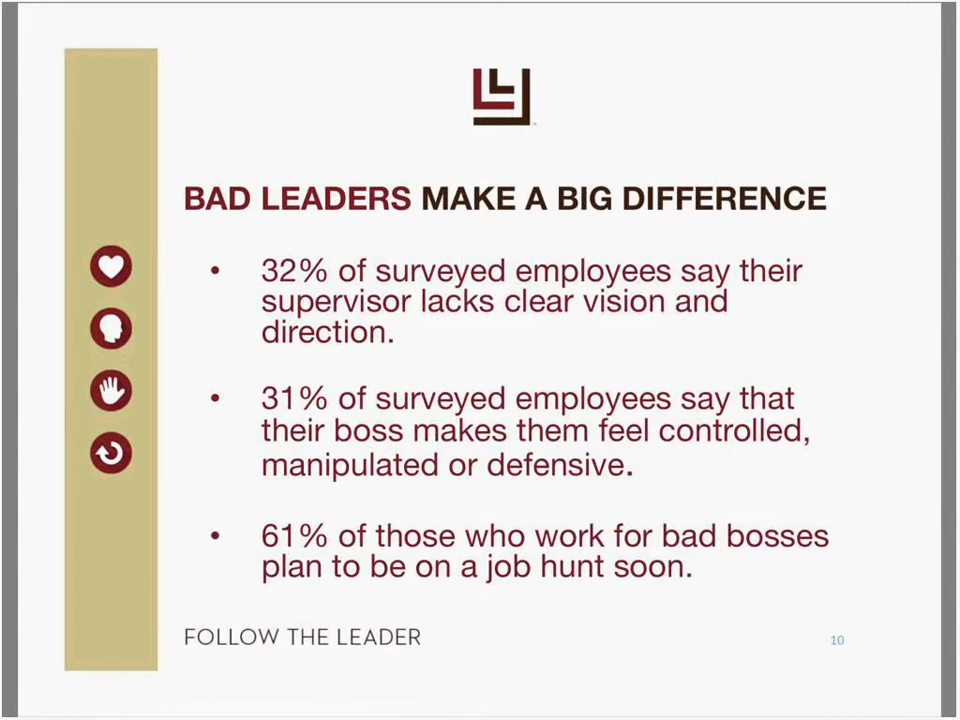 BAD LEADERS MAKE A BIG DIFFERENCE
• 32% of surveyed employees say their
supervisor lacks clear vision and
direction.
• 31% of surveyed employees say that
their boss makes them feel controlled,
manipulated or defensive.
• 61% of those who work for bad bosses
plan to be on a job hunt soon.
FOLLOW THE LEADER
10